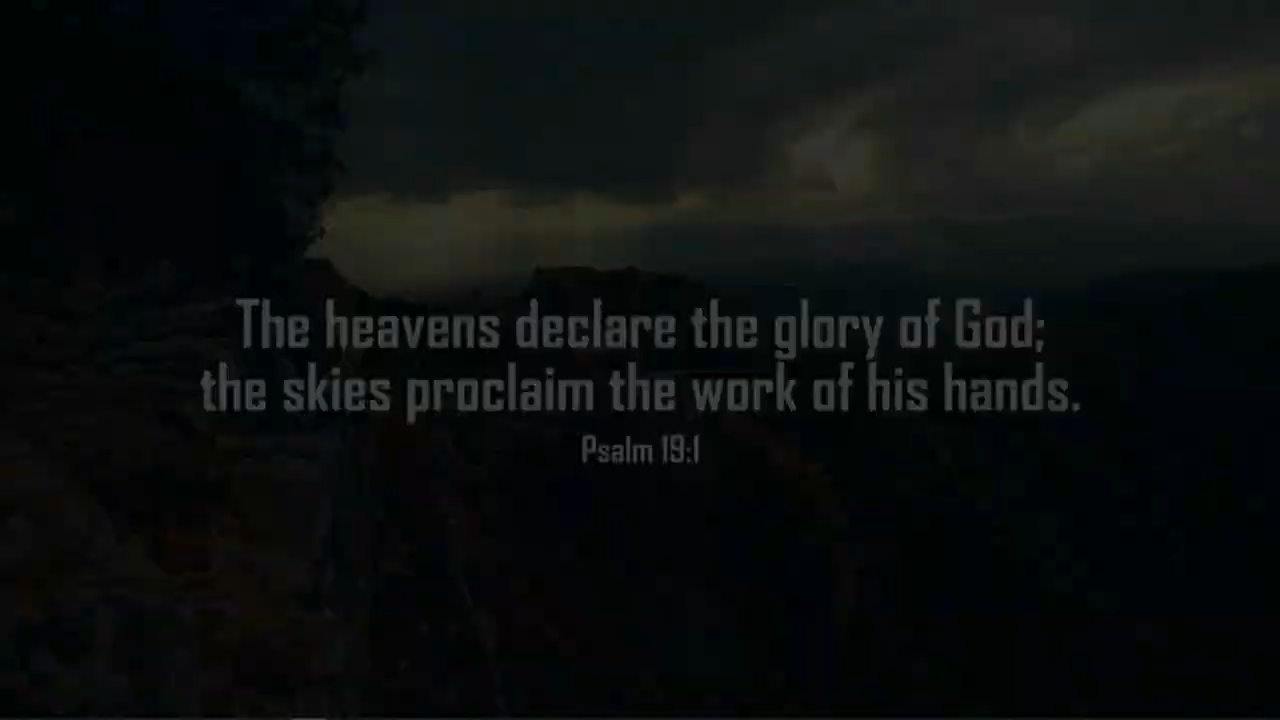 The heavens declare the glory of God;
the skies proclaim the work of his hands.
Psalm 19:1